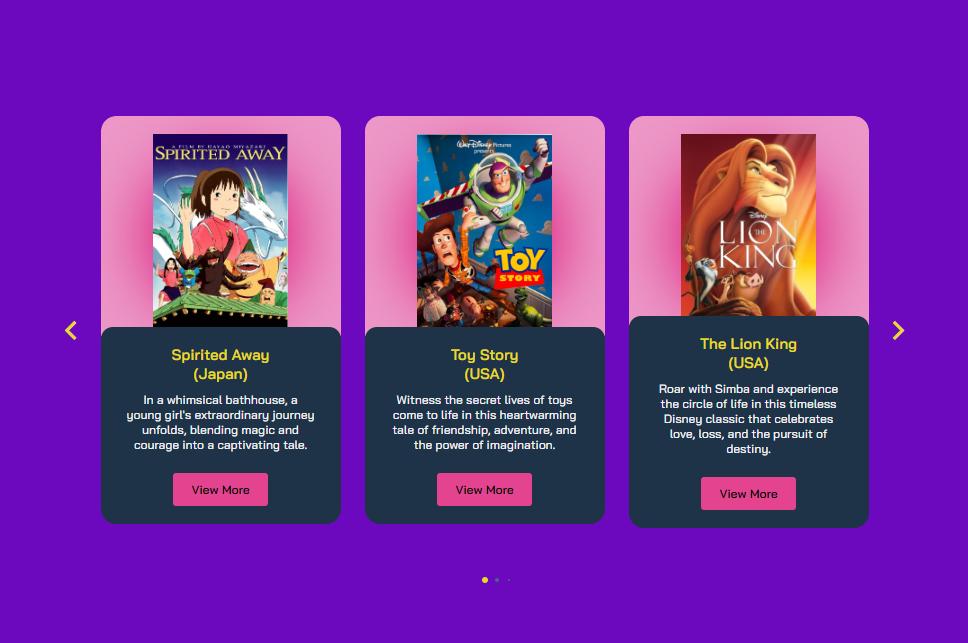 A FILM BY HAYAO MIYAZAKI
SPIRITED AWAY
Spirited Away
(Japan)
In a whimsical bathhouse, a
young girl's extraordinary journey
unfolds, blending magic and
courage into a captivating tale.
View More
Walt Disney Pictures
presents
TOY
STORY
Toy Story
(USA)
Witness the secret lives of toys
come to life in this heartwarming
tale of friendship, adventure, and
the power of imagination.
View More
Disney
THE
LION
KING
The Lion King
(USA)
Roar with Simba and experience
the circle of life in this timeless
Disney classic that celebrates
love, loss, and the pursuit of
destiny.
View More